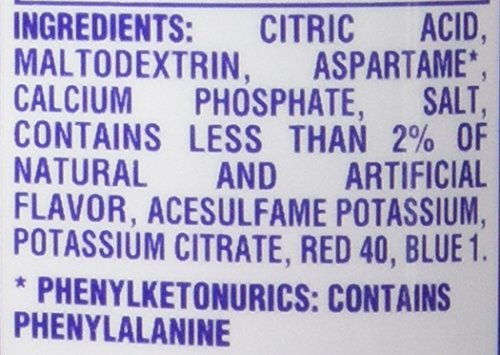 INGREDIENTS: CITRIC ACID,
MALTODEXTRIN, ASPARTAME*,
CALCIUM PHOSPHATE, SALT,
CONTAINS LESS THAN 2% OF
NATURAL AND ARTIFICIAL
FLAVOR, ACESULFAME POTASSIUM,
POTASSIUM CITRATE, RED 40, BLUE 1.
* PHENYLKETONURICS: CONTAINS
PHENYLALANINE